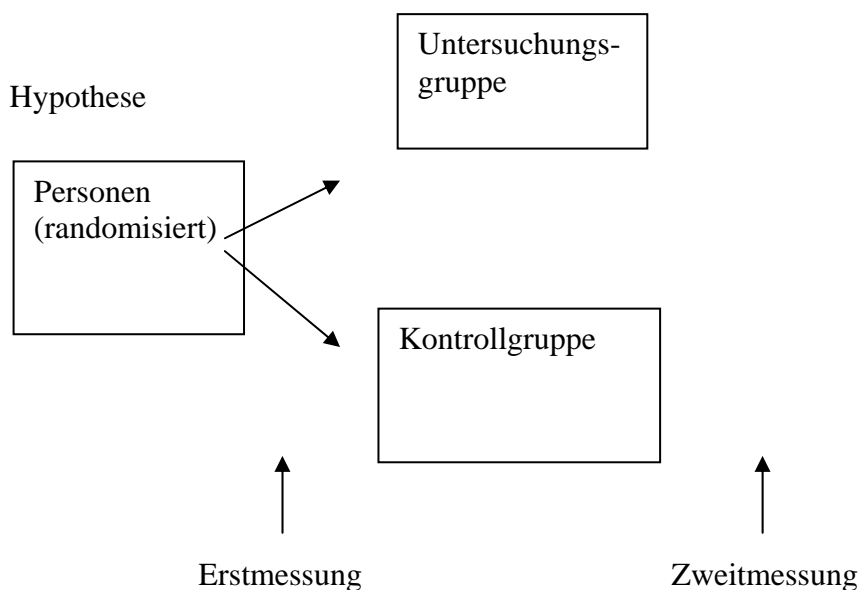 Untersuchungs-
gruppe
Hypothese
Personen
(randomisiert)
Kontrollgruppe
Erstmessung
Zweitmessung